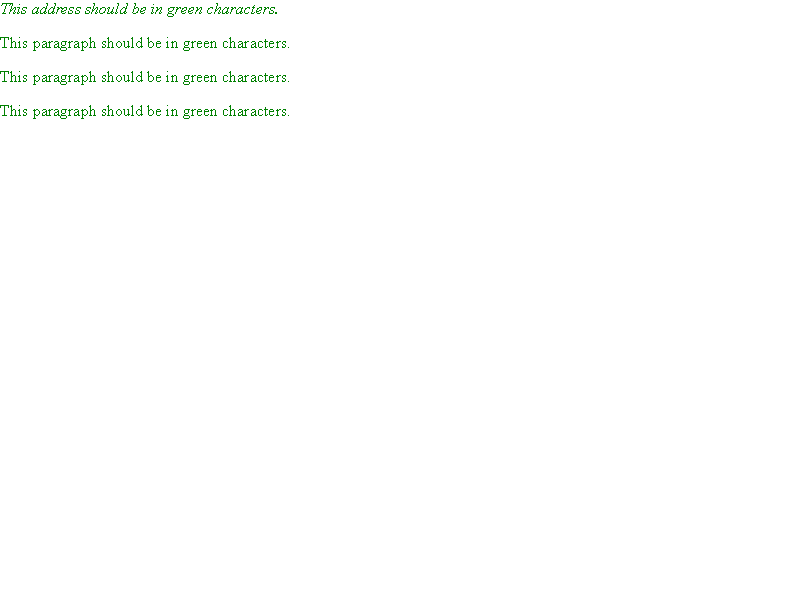 This address should be in green characters.
This paragraph should be in green characters.
This paragraph should be in green characters.
This paragraph should be in green characters.